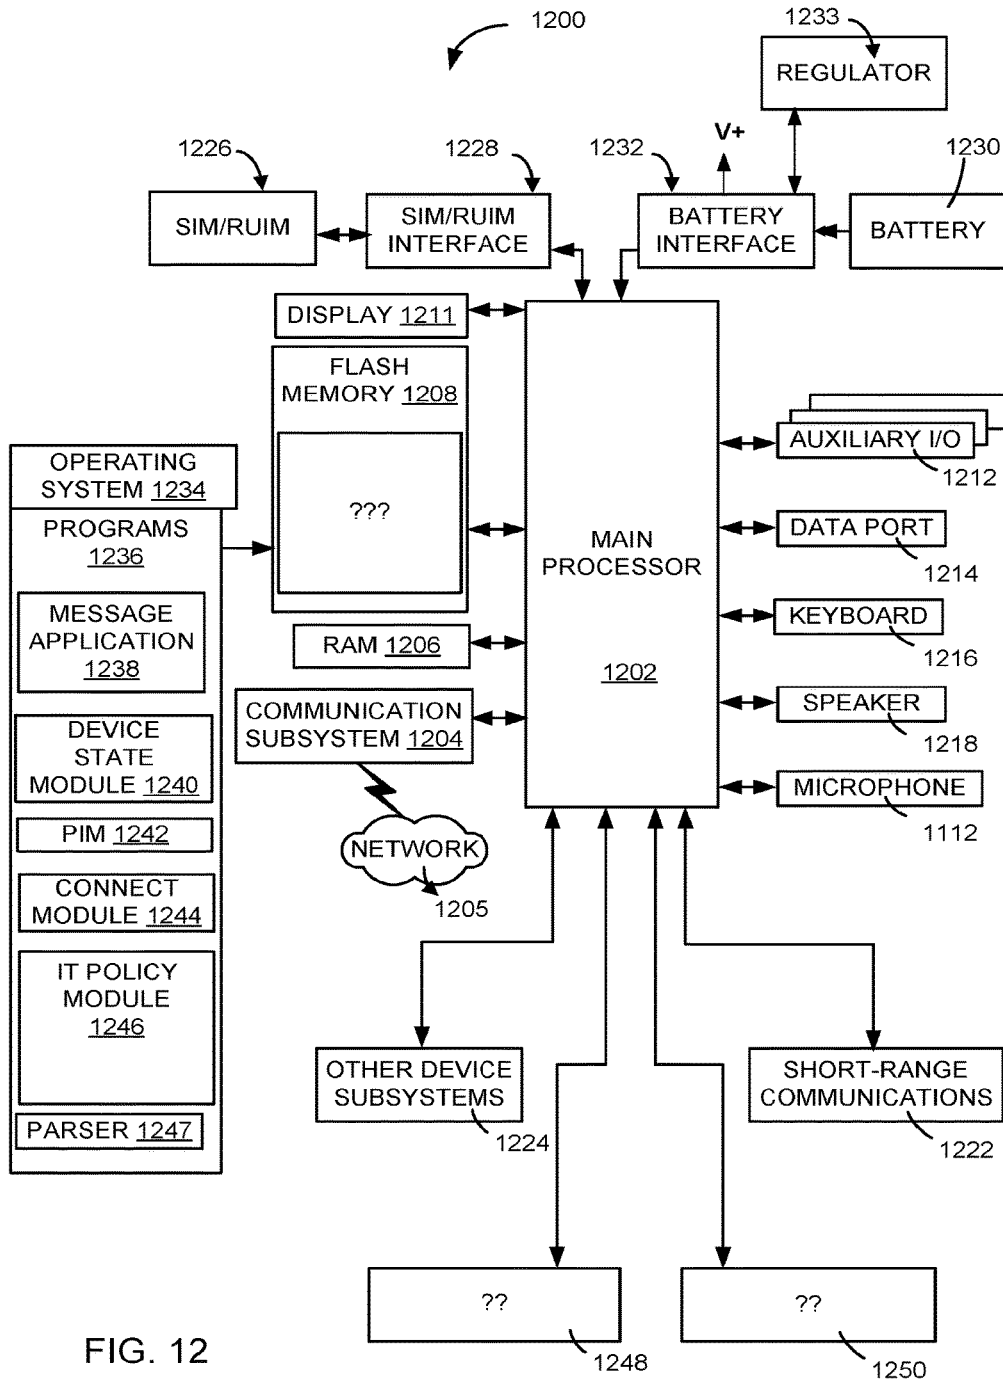 1200
1233
REGULATOR
V+
1226
1228
1232
1230
SIM/RUIM
SIM/RUIM
INTERFACE
BATTERY
INTERFACE
BATTERY
DISPLAY 1211
FLASH
MEMORY 1208
???
AUXILIARY I/O
1212
OPERATING
SYSTEM 1234
PROGRAMS
1236
MESSAGE
APPLICATION
1238
DEVICE
STATE
MODULE 1240
PIM 1242
CONNECT
MODULE 1244
IT POLICY
MODULE
1246
PARSER 1247
MAIN
PROCESSOR
1202
DATA PORT
1214
KEYBOARD
1216
SPEAKER
1218
MICROPHONE
1112
RAM 1206
COMMUNICATION
SUBSYSTEM 1204
NETWORK
1205
OTHER DEVICE
SUBSYSTEMS
1224
SHORT-RANGE
COMMUNICATIONS
1222
??
1248
??
1250
FIG. 12